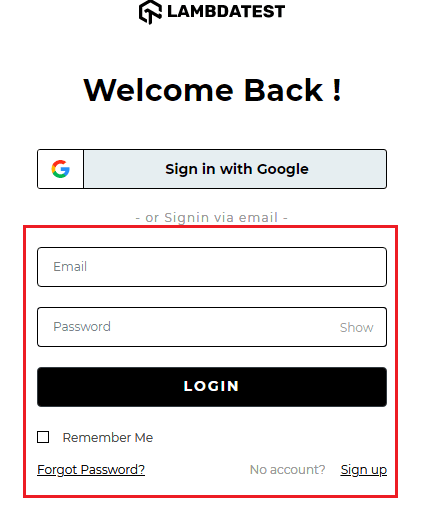 LAMBDATEST
Welcome Back !
Sign in with Google
- or Signin via email -
Email
Password Show
LOGIN
Remember Me
Forgot Password? No account? Sign up